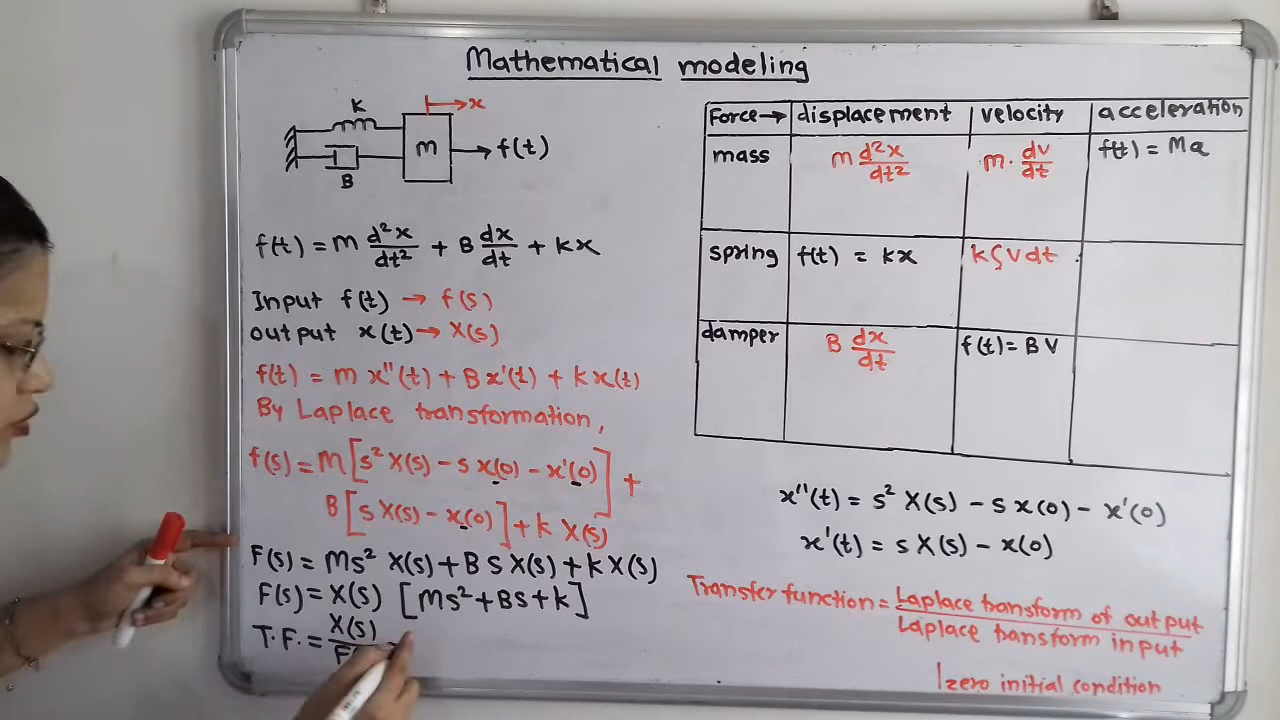 Mathematical modeling
K
x
m
f(t)
B
f(t) = m d²x/dt² + B dx/dt + kx
Input f(t) → f(s)
output x(t) → X(s)
f(t) = m x''(t) + B x'(t) + k x(t)
By Laplace transformation,
f(s) = m [s² X(s) - s x(0) - x'(0)] +
B [s X(s) - x(0)] + k X(s)
F(s) = Ms² X(s) + B S X(s) + k X(s)
F(s) = X(s) [Ms² + BS + k]
T.F. = X(s)
Force → displacement velocity acceleration
mass m d²x/dt² m. dv/dt f(t) = Ma
spring f(t) = kx k∫v dt
damper B dx/dt f(t) = B V
x''(t) = s² X(s) - s x(0) - x'(0)
x'(t) = s X(s) - x(0)
Transfer function = Laplace transform of output
Laplace transform input
|zero initial condition